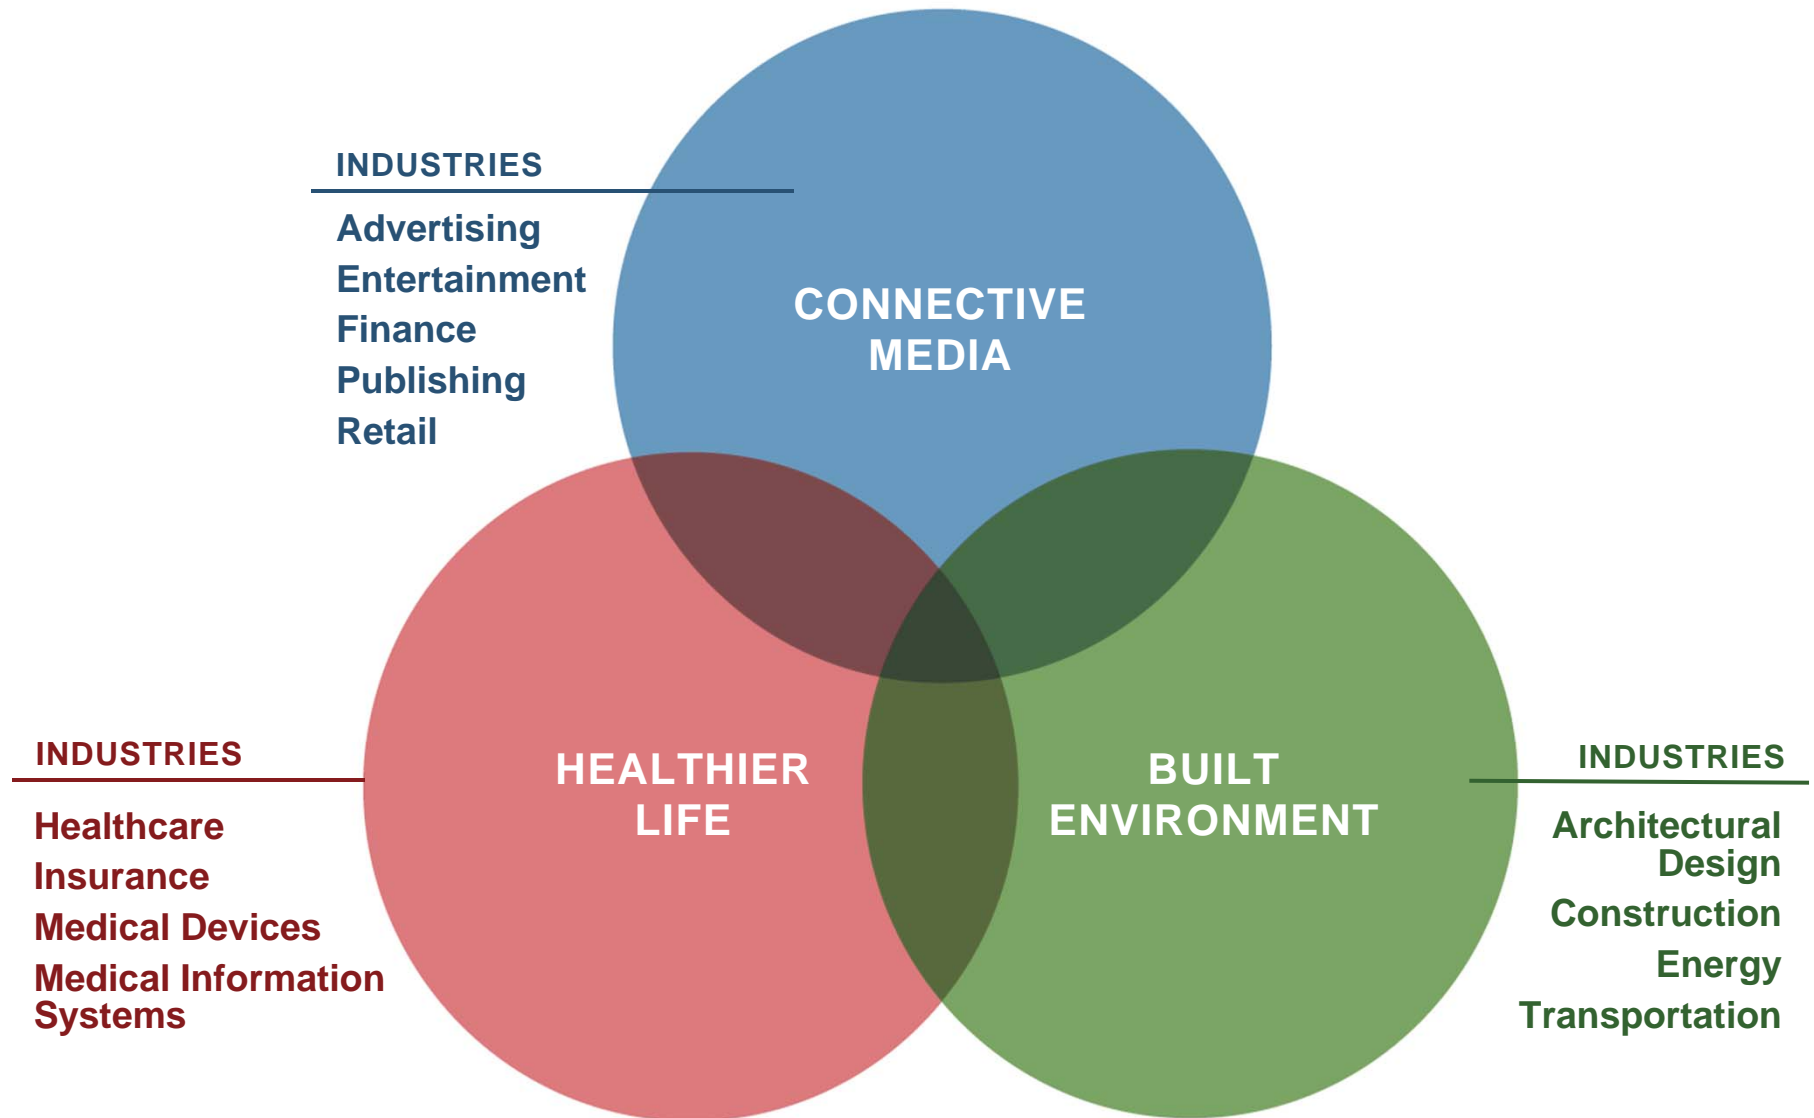 INDUSTRIES
Advertising
Entertainment
Finance
Publishing
Retail
CONNECTIVE
MEDIA
INDUSTRIES
Healthcare
Insurance
Medical Devices
Medical Information
Systems
HEALTHIER
LIFE
BUILT
ENVIRONMENT
INDUSTRIES
Architectural
Design
Construction
Energy
Transportation